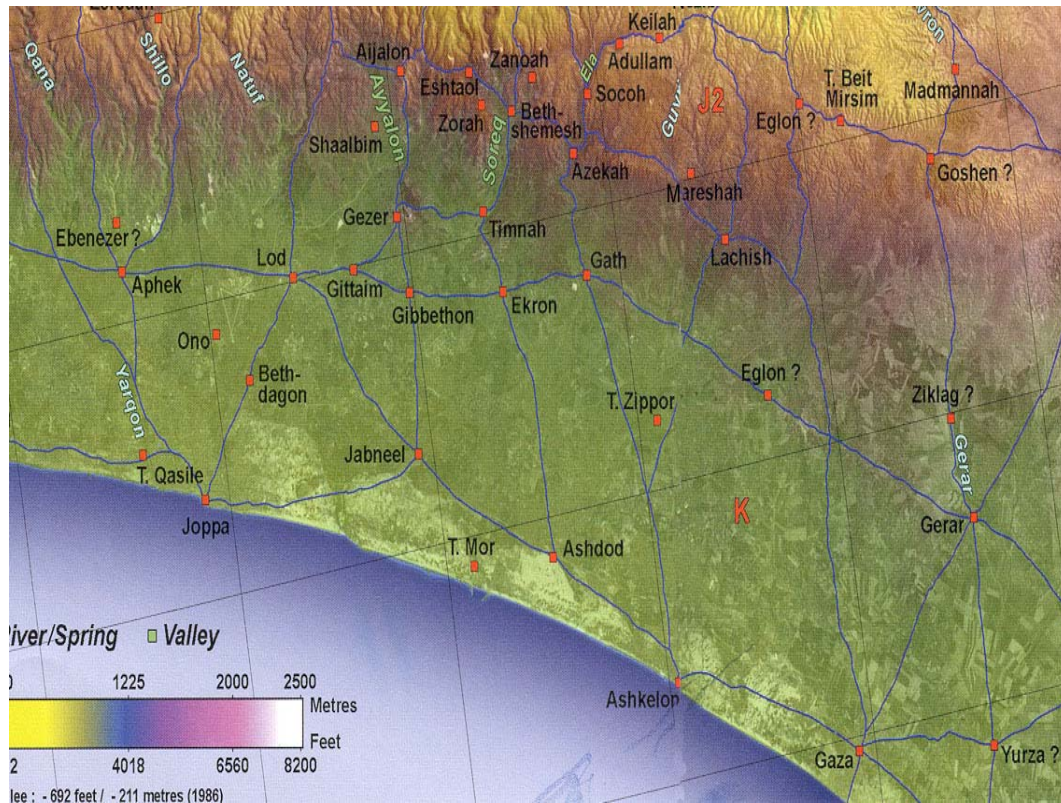 Qana
Shillo
Natuf
Aijalon
Ayyalon
Eshtaol
Zanoah
Zorah
Soreq
Beth-
shemesh
Shaalbim
Ela
Keilah
Adullam
Socoh
Azekah
J2
Mareshah
Eglon ?
T. Beit
Mirsim
Madmannah
Goshen ?
Ebenezer ?
Aphek
Lod
Gezer
Timnah
Gittaim
Gibbethon
Ekron
Gath
Lachish
Ono
Beth-
dagon
Yarqon
T. Zippor
Eglon ?
Ziklag ?
Gerar
Gerar
Jabneel
T. Qasile
Joppa
K
T. Mor
Ashdod
Ashkelon
Gaza
Yurza ?
River/Spring
Valley
1225 2000 2500
Metres
Feet
4018 6560 8200
lee : - 692 feet / - 211 metres (1986)